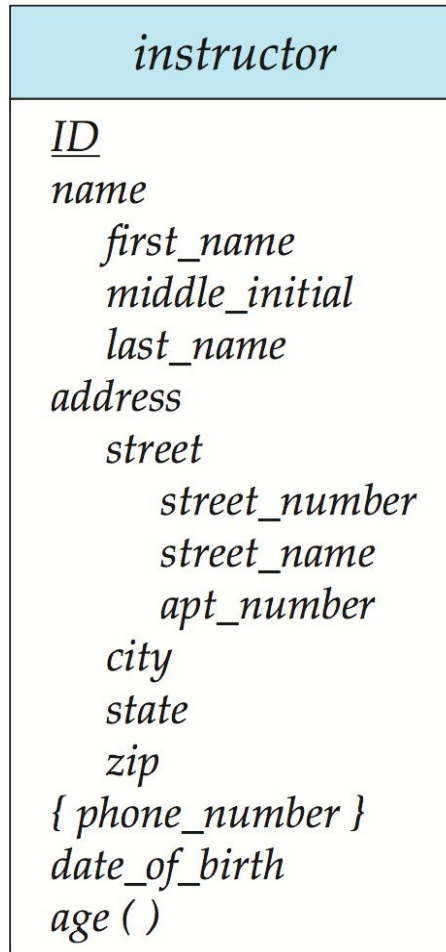 instructor
ID
name
first_name
middle_initial
last_name
address
street
street_number
street_name
apt_number
city
state
zip
{ phone_number }
date_of_birth
age ( )